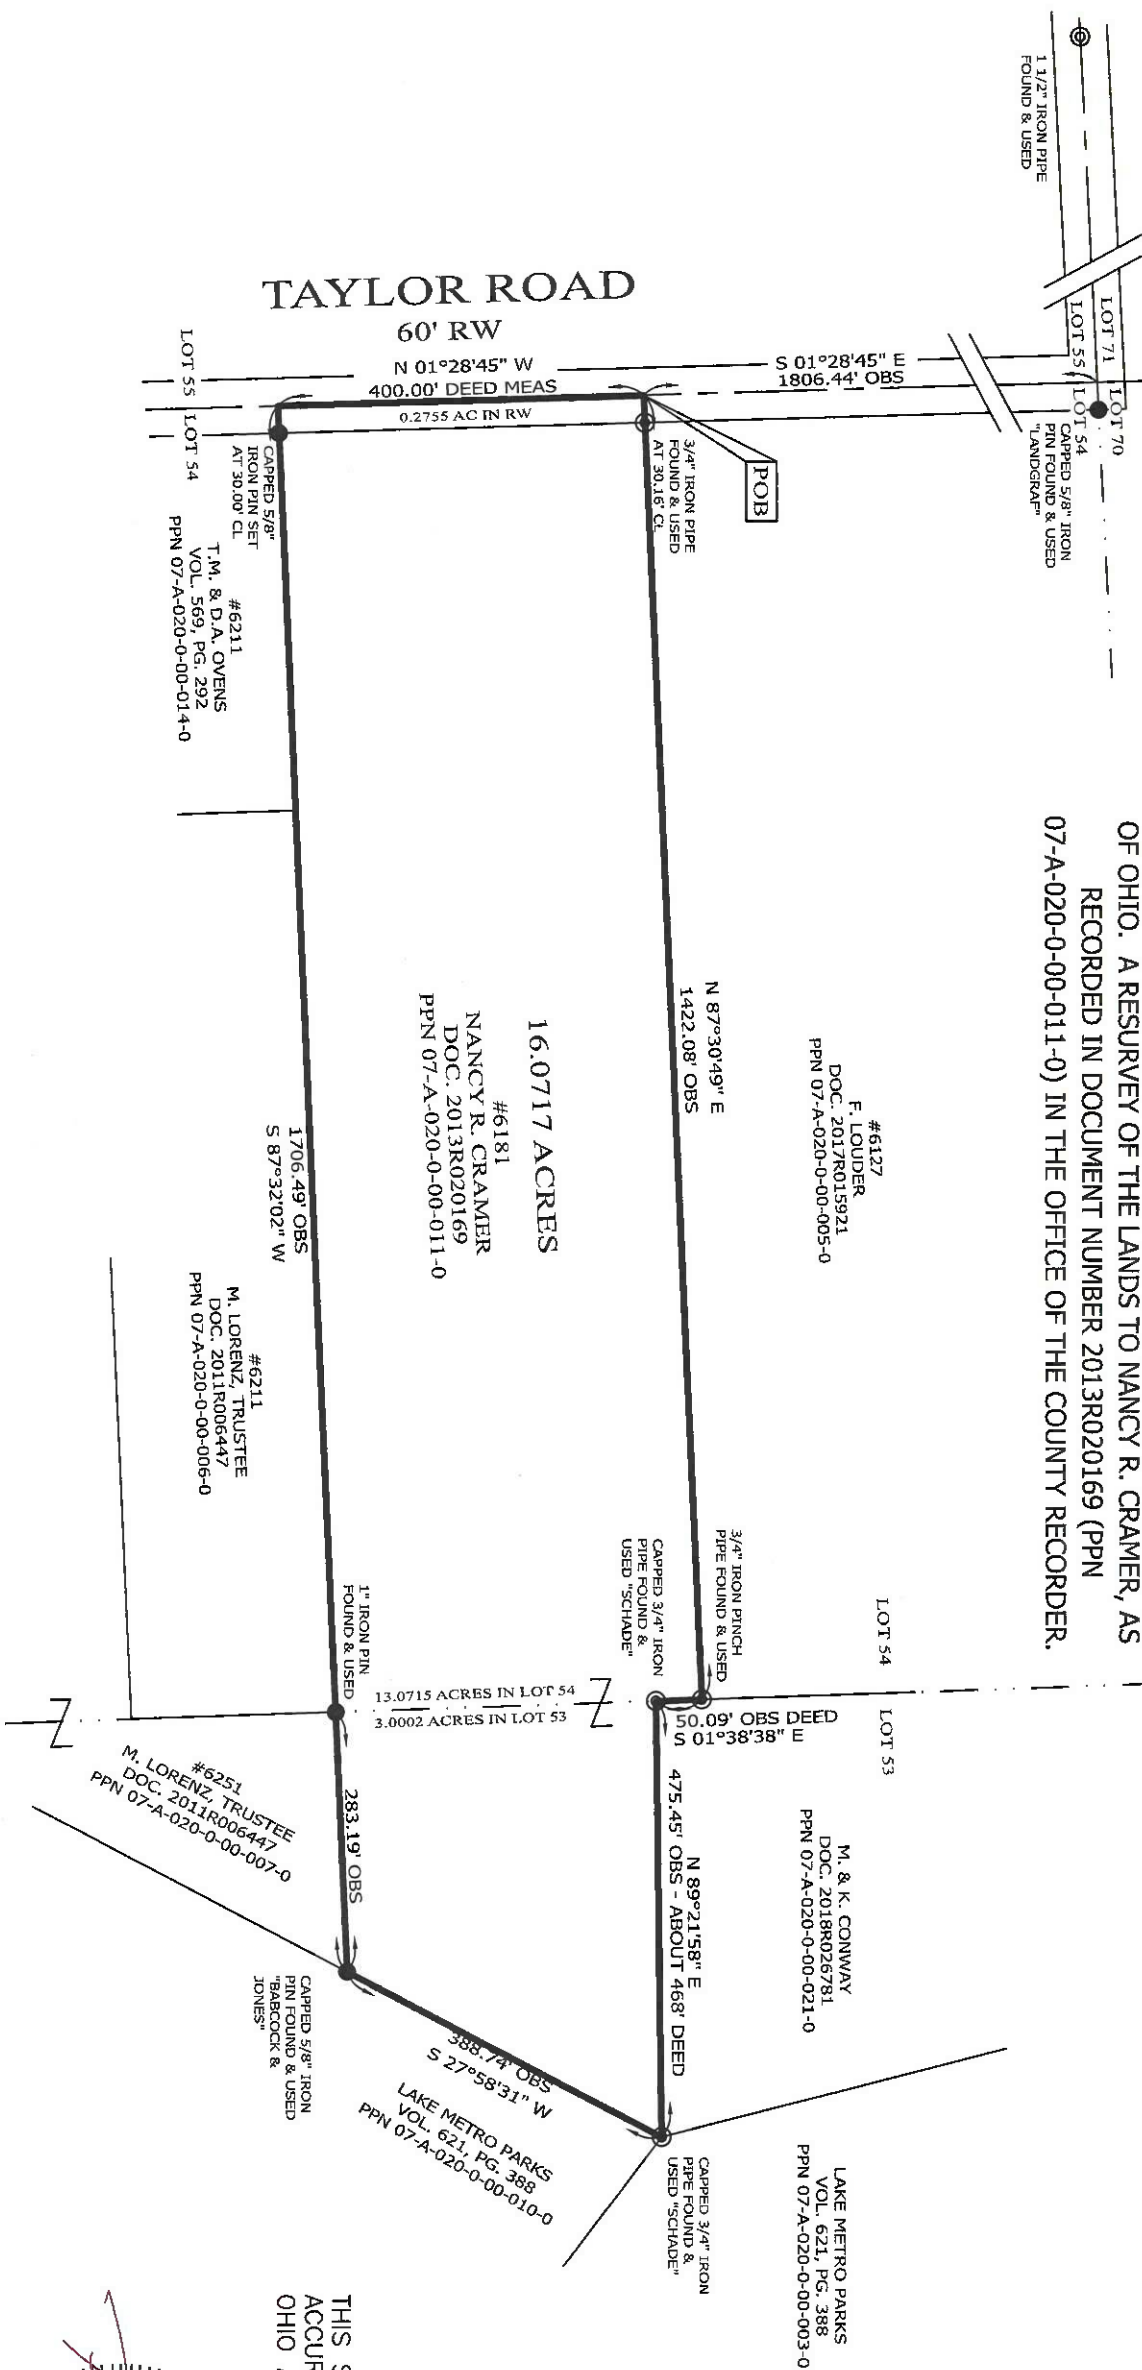 OF OHIO. A RESURVEY OF THE LANDS TO NANCY R. CRAMER, AS
RECORDED IN DOCUMENT NUMBER 2013R020169 (PPN
07-A-020-0-00-011-0) IN THE OFFICE OF THE COUNTY RECORDER.
1 1/2" IRON PIPE
FOUND & USED
LOT 71
LOT 70
LOT 55
LOT 54
CAPPED 5/8" IRON
PIN FOUND & USED
"LANDGRAF"
TAYLOR ROAD
60' RW
S 01°28'45" E
1806.44' OBS
N 01°28'45" W
400.00' DEED MEAS
0.2755 AC IN RW
LOT 55
LOT 54
POB
3/4" IRON PIPE
FOUND & USED
AT 30.16' CL
CAPPED 5/8"
IRON PIN SET
AT 30.00' CL
#6211
T.M. & D.A. OVENS
VOL. 569, PG. 292
PPN 07-A-020-0-00-014-0
#6127
F. LOUDER
DOC. 2017R015921
PPN 07-A-020-0-00-005-0
N 87°30'49" E
1422.08' OBS
16.0717 ACRES
#6181
NANCY R. CRAMER
DOC. 2013R020169
PPN 07-A-020-0-00-011-0
1706.49' OBS
S 87°32'02" W
#6211
M. LORENZ, TRUSTEE
DOC. 2011R006447
PPN 07-A-020-0-00-006-0
LOT 54
LOT 53
3/4" IRON PINCH
PIPE FOUND & USED
CAPPED 3/4" IRON
PIPE FOUND &
USED "SCHADE"
50.09' OBS DEED
S 01°38'38" E
13.0715 ACRES IN LOT 54
3.0002 ACRES IN LOT 53
1" IRON PIN
FOUND & USED
M. & K. CONWAY
DOC. 2018R026781
PPN 07-A-020-0-00-021-0
N 89°21'58" E
475.45' OBS - ABOUT 468' DEED
283.19' OBS
#6251
M. LORENZ, TRUSTEE
DOC. 2011R006447
PPN 07-A-020-0-00-007-0
CAPPED 5/8" IRON
PIN FOUND & USED
"BABCOCK &
JONES"
388.74' OBS
S 27°58'31" W
LAKE METRO PARKS
VOL. 621, PG. 388
PPN 07-A-020-0-00-010-0
CAPPED 3/4" IRON
PIPE FOUND &
USED "SCHADE"
LAKE METRO PARKS
VOL. 621, PG. 388
PPN 07-A-020-0-00-003-0
THIS
ACCUR
OHIO